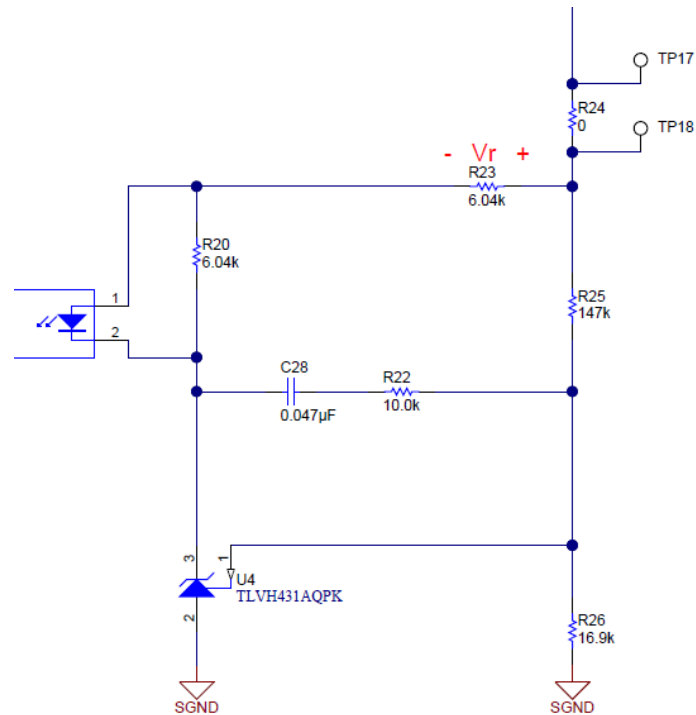 TP17
R24
0
TP18
- Vr +
R23
6.04k
R20
6.04k
1
2
R25
147k
C28
0.047µF
R22
10.0k
3
1
U4
TLVH431AQPK
2
R26
16.9k
SGND
SGND